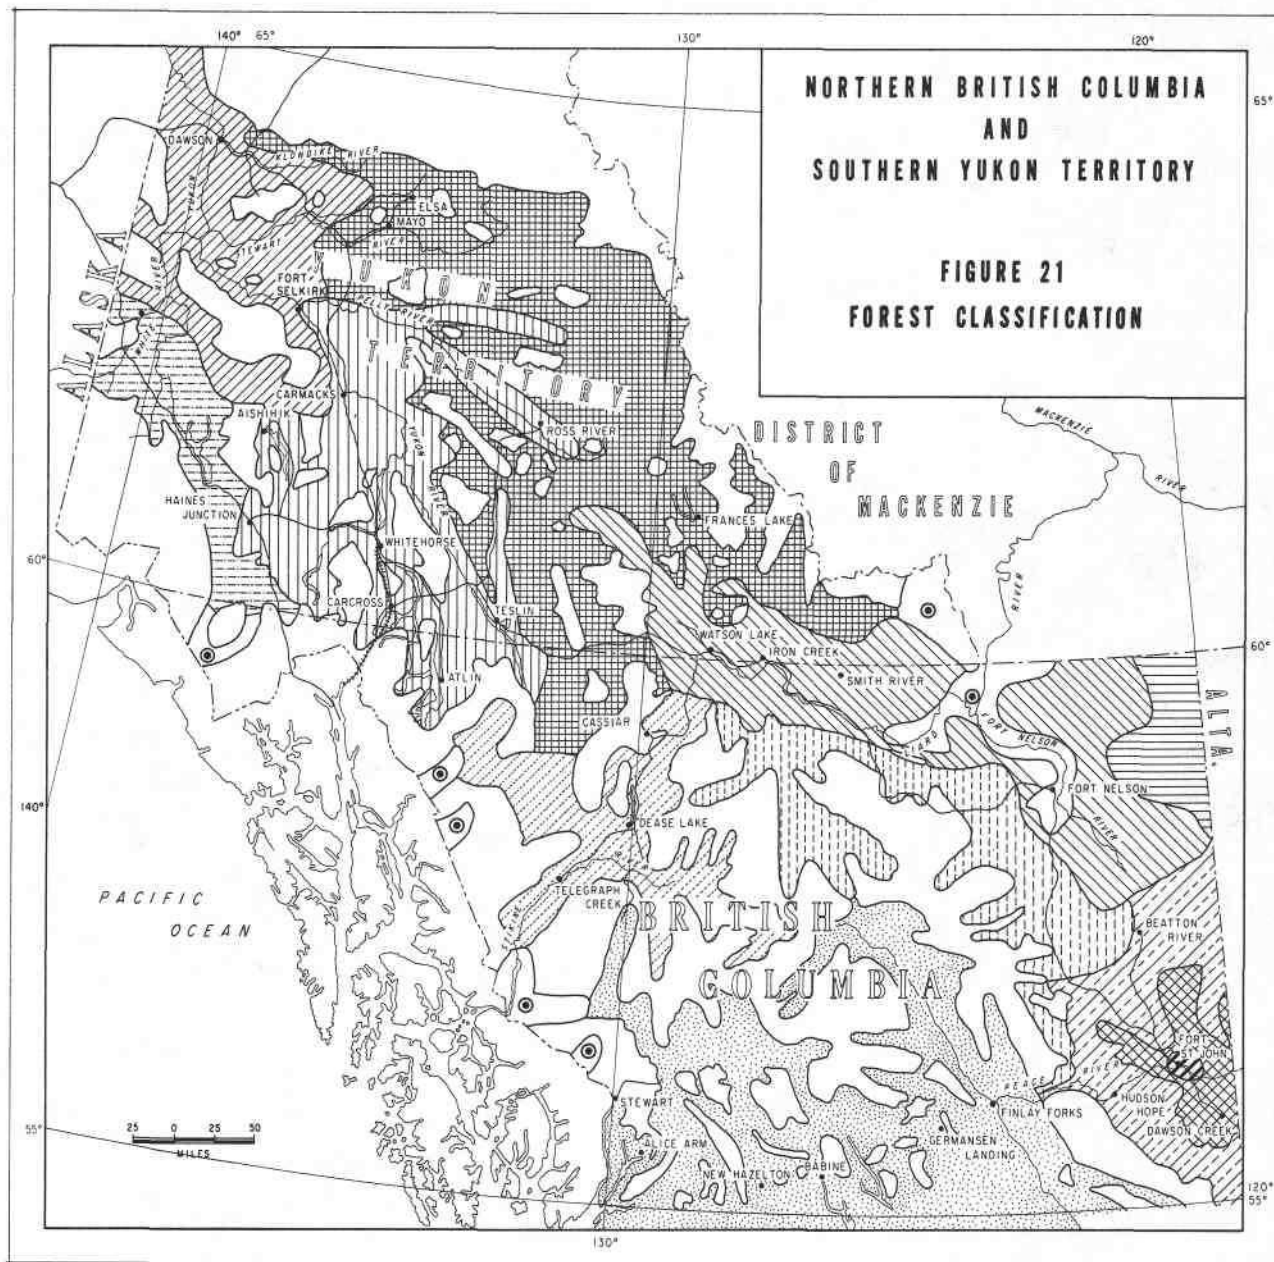 140° 65°
130°
120°
NORTHERN BRITISH COLUMBIA
AND
SOUTHERN YUKON TERRITORY
FIGURE 21
FOREST CLASSIFICATION
65°
DAWSON
KLONDIKE RIVER
YUKON
RIVER
ELSA
MAYO
STEWART
RIVER
ALASKA
FORT
SELKIRK
YUKON
PELLY RIVER
TERRITORY
WHITE
CARMACKS
AISHIHIK
YUKON
RIVER
ROSS RIVER
DISTRICT
OF
MACKENZIE
MACKENZIE
RIVER
HAINES
JUNCTION
FRANCES LAKE
WHITEHORSE
60°
CARCROSS
TESLIN
RIVER
WATSON LAKE
IRON CREEK
60°
ATLIN
SMITH RIVER
ALTA.
CASSIAR
LIARD
FORT NELSON
RIVER
FORT NELSON
140°
DEASE LAKE
RIVER
TELEGRAPH
CREEK
STIKINE
PACIFIC
OCEAN
BRITISH
COLUMBIA
BEATTON
RIVER
FORT
ST JOHN
PEACE RIVER
STEWART
FINLAY FORKS
HUDSON
HOPE
DAWSON CREEK
25 0 25 50
MILES
55°
ALICE ARM
GERMANSEN
LANDING
NEW HAZELTON
BABINE
120°
55°
130°